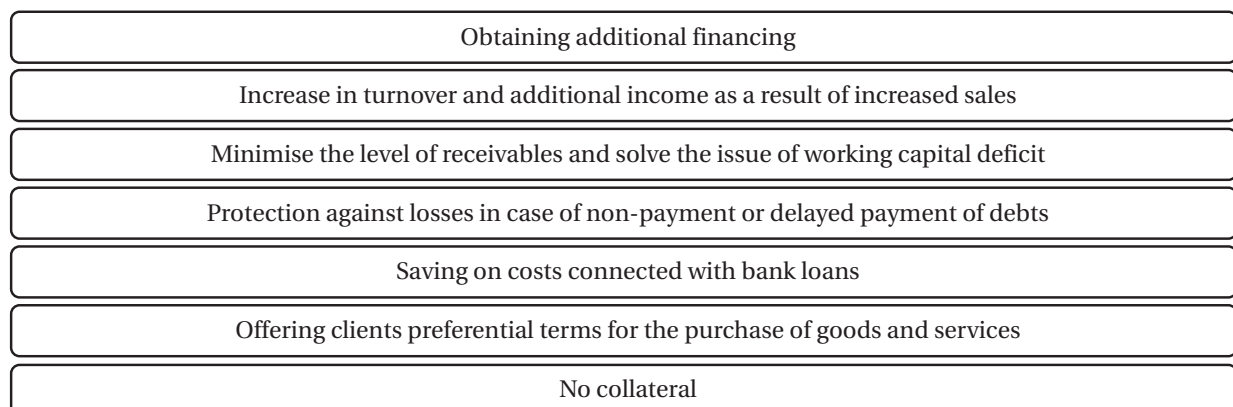 Obtaining additional financing
Increase in turnover and additional income as a result of increased sales
Minimise the level of receivables and solve the issue of working capital deficit
Protection against losses in case of non-payment or delayed payment of debts
Saving on costs connected with bank loans
Offering clients preferential terms for the purchase of goods and services
No collateral